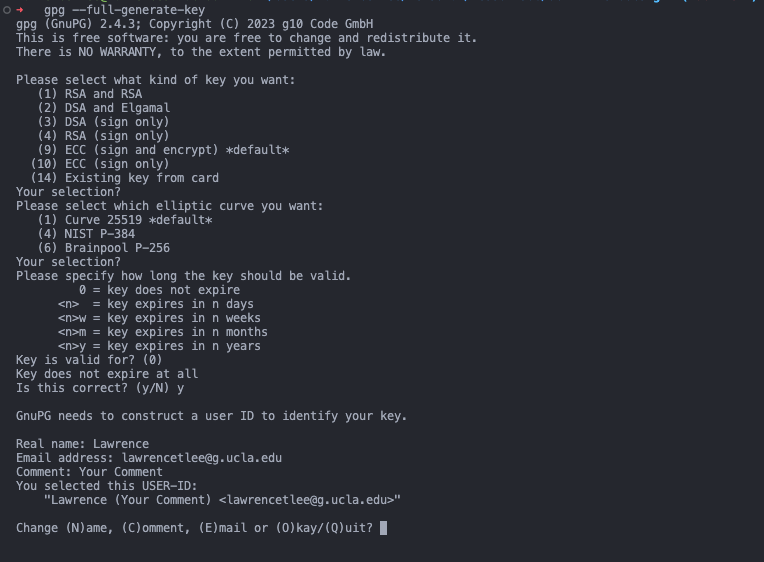 → gpg --full-generate-key
gpg (GnuPG) 2.4.3; Copyright (C) 2023 g10 Code GmbH
This is free software: you are free to change and redistribute it.
There is NO WARRANTY, to the extent permitted by law.
Please select what kind of key you want:
(1) RSA and RSA
(2) DSA and Elgamal
(3) DSA (sign only)
(4) RSA (sign only)
(9) ECC (sign and encrypt) *default*
(10) ECC (sign only)
(14) Existing key from card
Your selection?
Please select which elliptic curve you want:
(1) Curve 25519 *default*
(4) NIST P-384
(6) Brainpool P-256
Your selection?
Please specify how long the key should be valid.
0 = key does not expire
<n>  = key expires in n days
<n>w = key expires in n weeks
<n>m = key expires in n months
<n>y = key expires in n years
Key is valid for? (0)
Key does not expire at all
Is this correct? (y/N) y
GnuPG needs to construct a user ID to identify your key.
Real name: Lawrence
Email address: lawrencetlee@g.ucla.edu
Comment: Your Comment
You selected this USER-ID:
"Lawrence (Your Comment) <lawrencetlee@g.ucla.edu>"
Change (N)ame, (C)omment, (E)mail or (O)kay/(Q)uit?